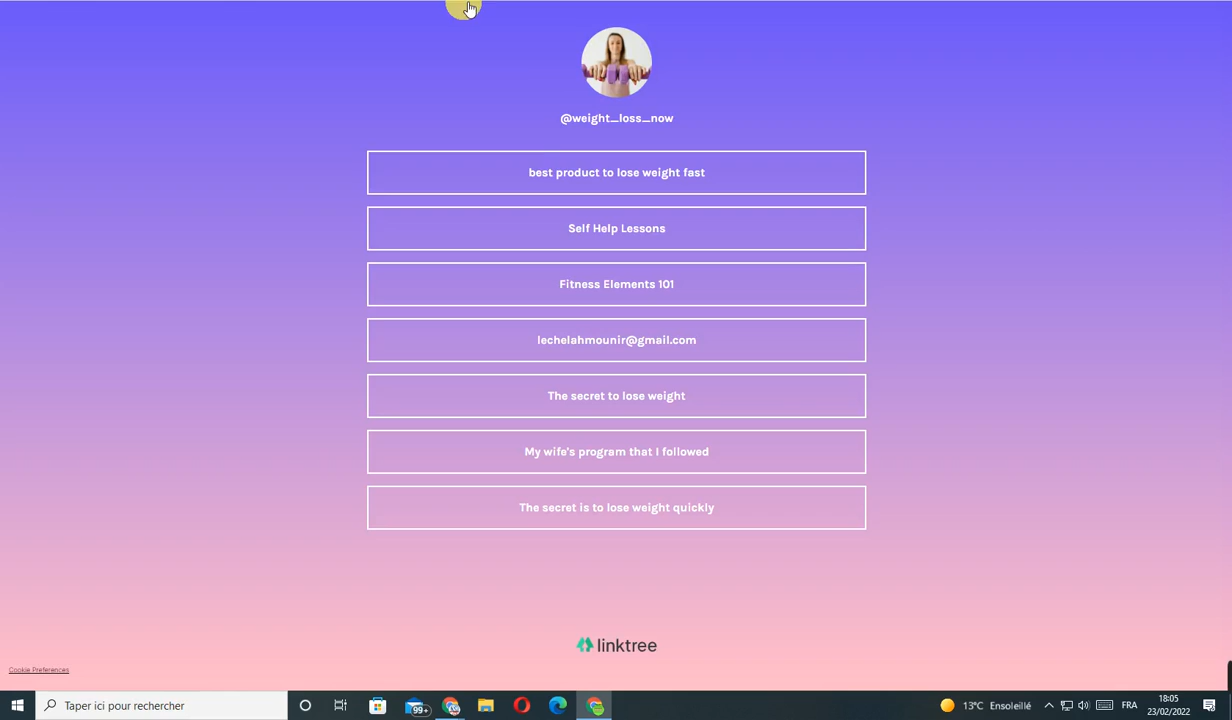 @weight_loss_now
best product to lose weight fast
Self Help Lessons
Fitness Elements 101
lechelahmounir@gmail.com
The secret to lose weight
My wife's program that I followed
The secret is to lose weight quickly
linktree
Cookie Preferences
Taper ici pour rechercher
99+
13°C Ensoleillé
FRA
18:05
23/02/2022